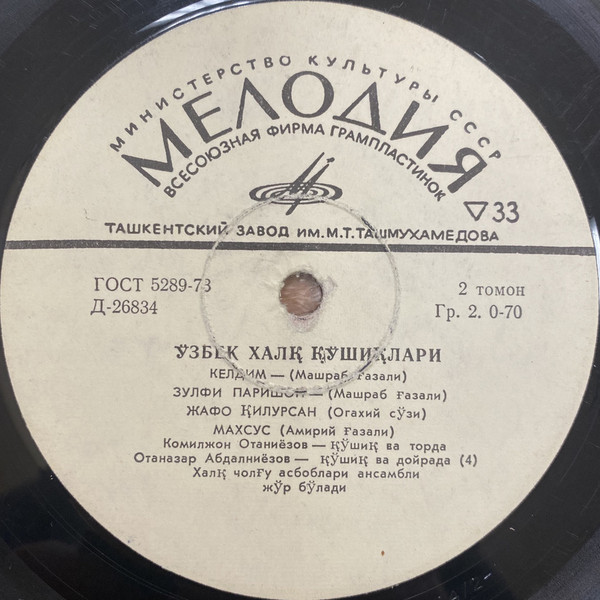 МИНИСТЕРСТВО КУЛЬТУРЫ СССР
МЕЛОДИЯ
ВСЕСОЮЗНАЯ ФИРМА ГРАМПЛАСТИНОК
▽33
ТАШКЕНТСКИЙ ЗАВОД ИМ.М.Т.ТАШМУХАМЕДОВА
ГОСТ 5289-73
2 томон
Д-26834
Гр. 2. 0-70
ЎЗБЕК ХАЛҚ ҚЎШИҚЛАРИ
КЕЛДИМ — (Машраб ғазали)
ЗУЛФИ ПАРИШОН — (Машраб ғазали)
ЖАФО ҚИЛУРСАН (Огахий сўзи)
МАХСУС (Амирий ғазали)
Комилжон Отаниёзов — қўшиқ ва торда
Отаназар Абдалниёзов — қўшиқ ва дойрада (4)
Халқ чолғу асбоблари ансамбли
жўр бўлади